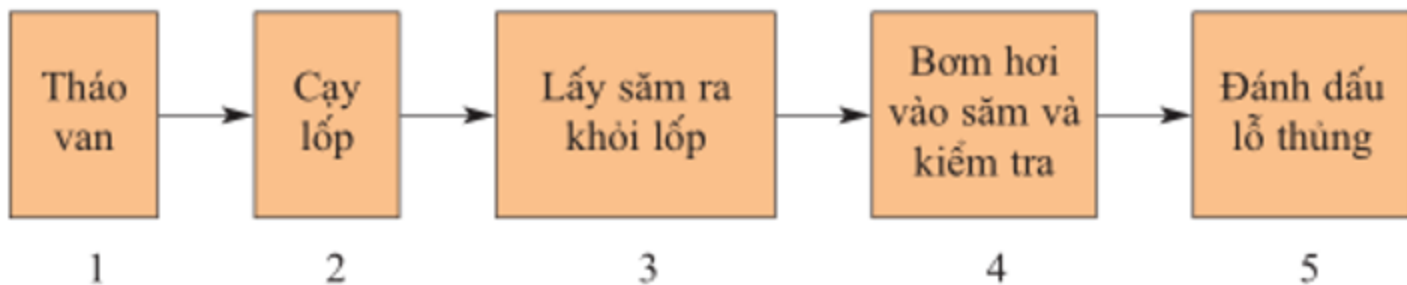 Tháo
van
Cạy
lốp
Lấy săm ra
khỏi lốp
Bơm hơi
vào săm và
kiểm tra
Đánh dấu
lỗ thủng
1
2
3
4
5